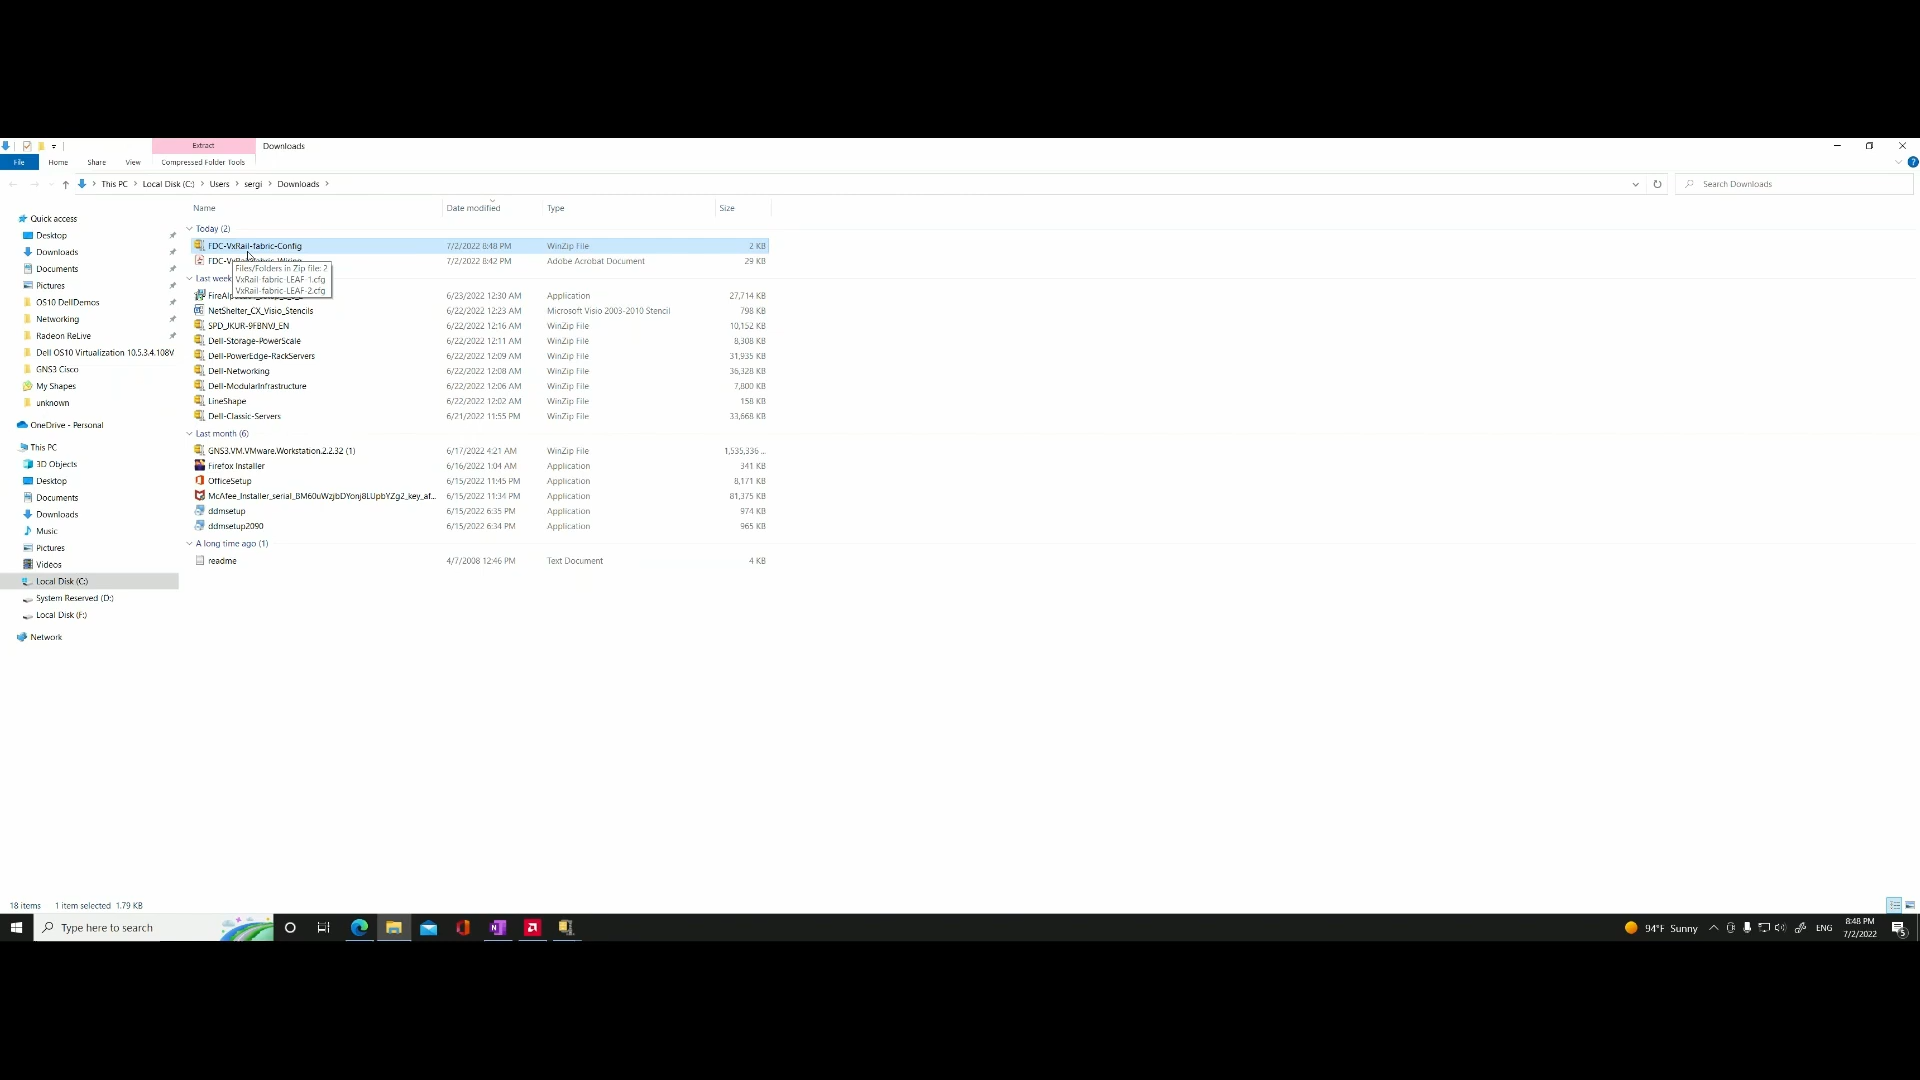 Extract
Downloads
File Home Share View Compressed Folder Tools
This PC Local Disk (C:) Users sergi Downloads
Search Downloads
Name Date modified Type Size
Quick access
Desktop
Downloads
Documents
Pictures
OS10 DellDemos
Networking
Radeon ReLive
Dell OS10 Virtualization 10.5.3.4.108V
GNS3 Cisco
My Shapes
unknown
OneDrive - Personal
This PC
3D Objects
Desktop
Documents
Downloads
Music
Pictures
Videos
Local Disk (C:)
System Reserved (D:)
Local Disk (F:)
Network
Today (2)
FDC-VxRail-fabric-Config 7/2/2022 8:48 PM WinZip File 2 KB
7/2/2022 8:42 PM Adobe Acrobat Document 29 KB
Files/Folders in Zip file: 2
VxRail-fabric-LEAF-1.cfg
VxRail-fabric-LEAF-2.cfg
Last week
6/23/2022 12:30 AM Application 27,714 KB
NetShelter_CX_Visio_Stencils 6/22/2022 12:23 AM Microsoft Visio 2003-2010 Stencil 798 KB
SPD_JKUR-9FBNVJ_EN 6/22/2022 12:16 AM WinZip File 10,152 KB
Dell-Storage-PowerScale 6/22/2022 12:11 AM WinZip File 8,308 KB
Dell-PowerEdge-RackServers 6/22/2022 12:09 AM WinZip File 31,935 KB
Dell-Networking 6/22/2022 12:08 AM WinZip File 36,328 KB
Dell-ModularInfrastructure 6/22/2022 12:06 AM WinZip File 7,800 KB
LineShape 6/22/2022 12:02 AM WinZip File 158 KB
Dell-Classic-Servers 6/21/2022 11:55 PM WinZip File 33,668 KB
Last month (6)
GNS3.VM.VMware.Workstation.2.2.32 (1) 6/17/2022 4:21 AM WinZip File 1,535,336 ...
Firefox Installer 6/16/2022 1:04 AM Application 341 KB
OfficeSetup 6/15/2022 11:45 PM Application 8,171 KB
McAfee_Installer_serial_BM60uWzjbDYonj8LUpbYZg2_key_af... 6/15/2022 11:34 PM Application 81,375 KB
ddmsetup 6/15/2022 6:35 PM Application 974 KB
ddmsetup2090 6/15/2022 6:34 PM Application 965 KB
A long time ago (1)
readme 4/7/2008 12:46 PM Text Document 4 KB
18 items 1 item selected 1.79 KB
Type here to search
94°F Sunny
ENG
8:48 PM
7/2/2022
5